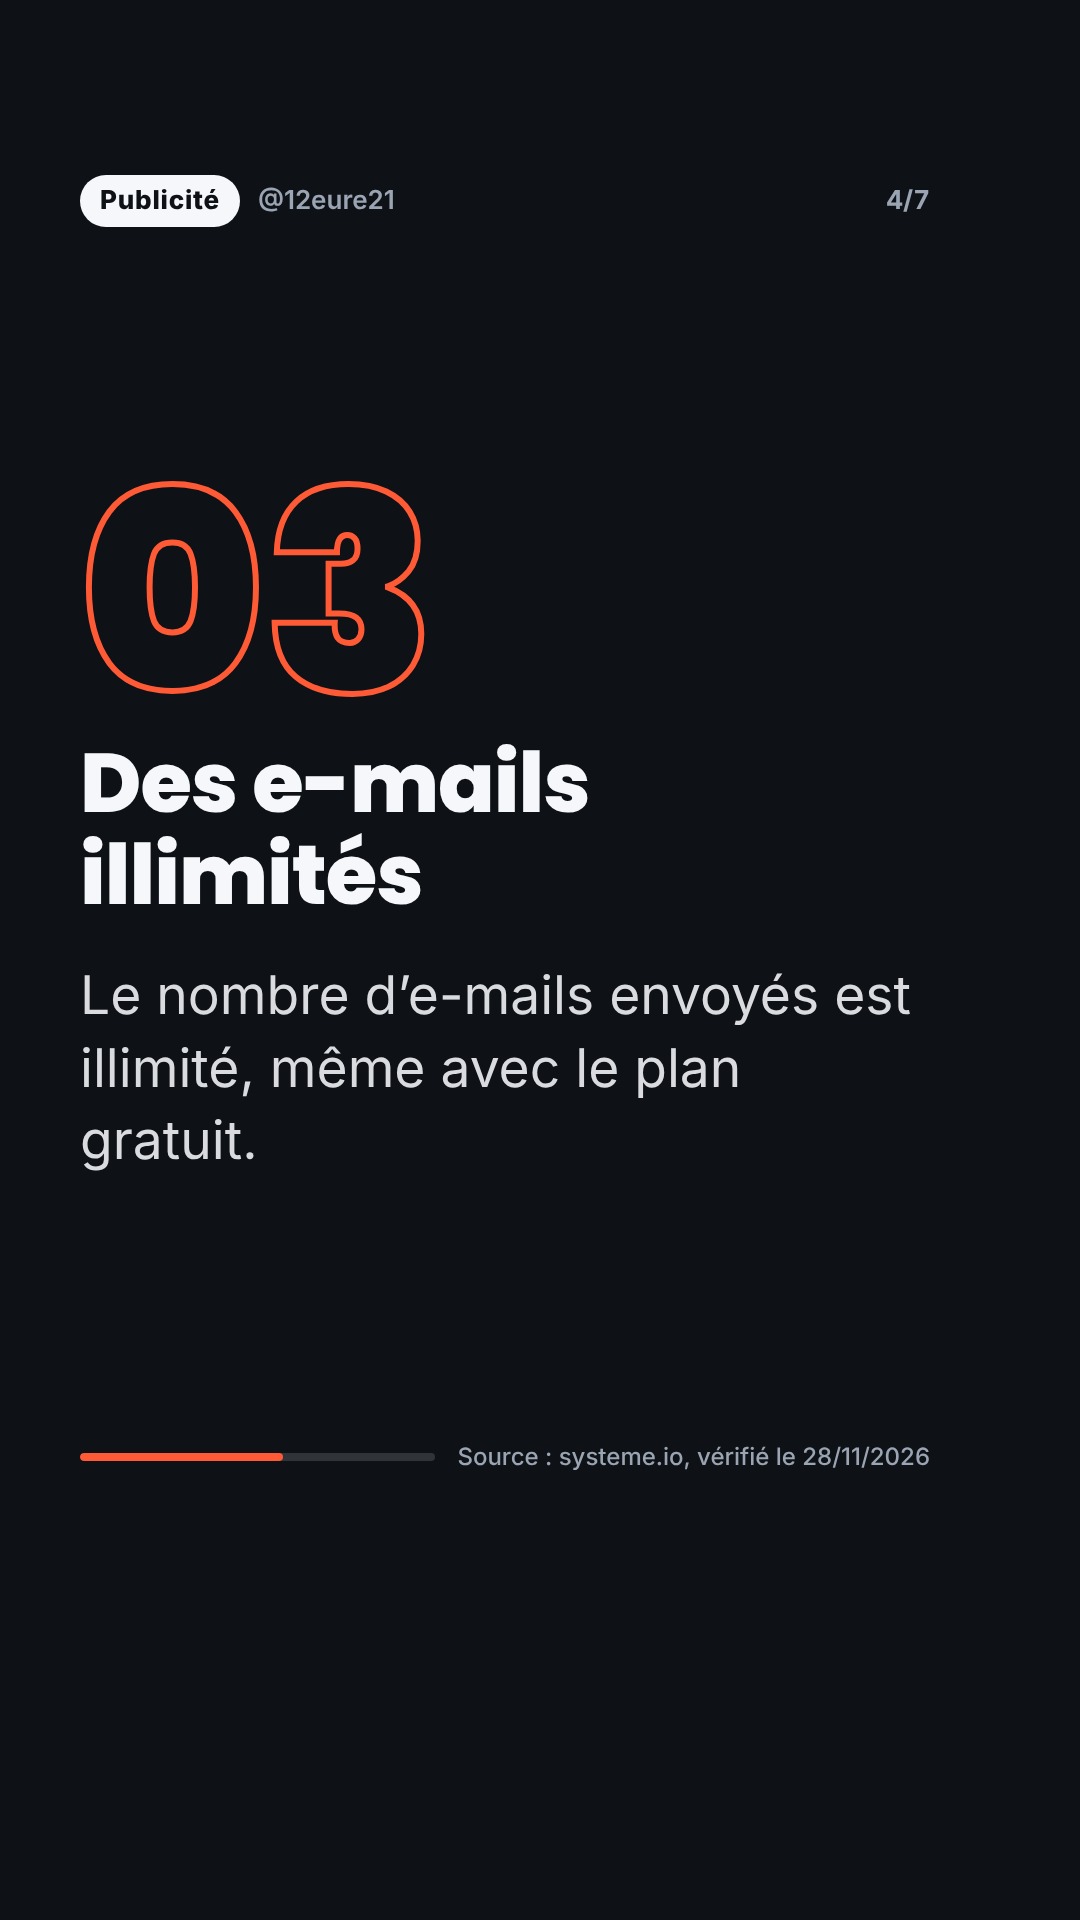 Publicité @12eure21 4/7
03
Des e-mails
illimités
Le nombre d’e-mails envoyés est
illimité, même avec le plan
gratuit.
Source : systeme.io, vérifié le 28/11/2026